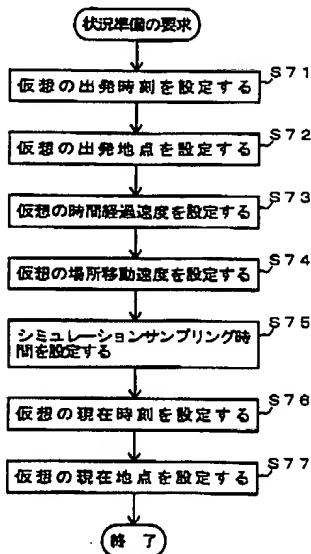 状況準備の要求
仮想の出発時刻を設定する
S71
仮想の出発地点を設定する
S72
仮想の時間経過速度を設定する
S73
仮想の場所移動速度を設定する
S74
シミュレーションサンプリング時
間を設定する
S75
仮想の現在時刻を設定する
S76
仮想の現在地点を設定する
S77
終了